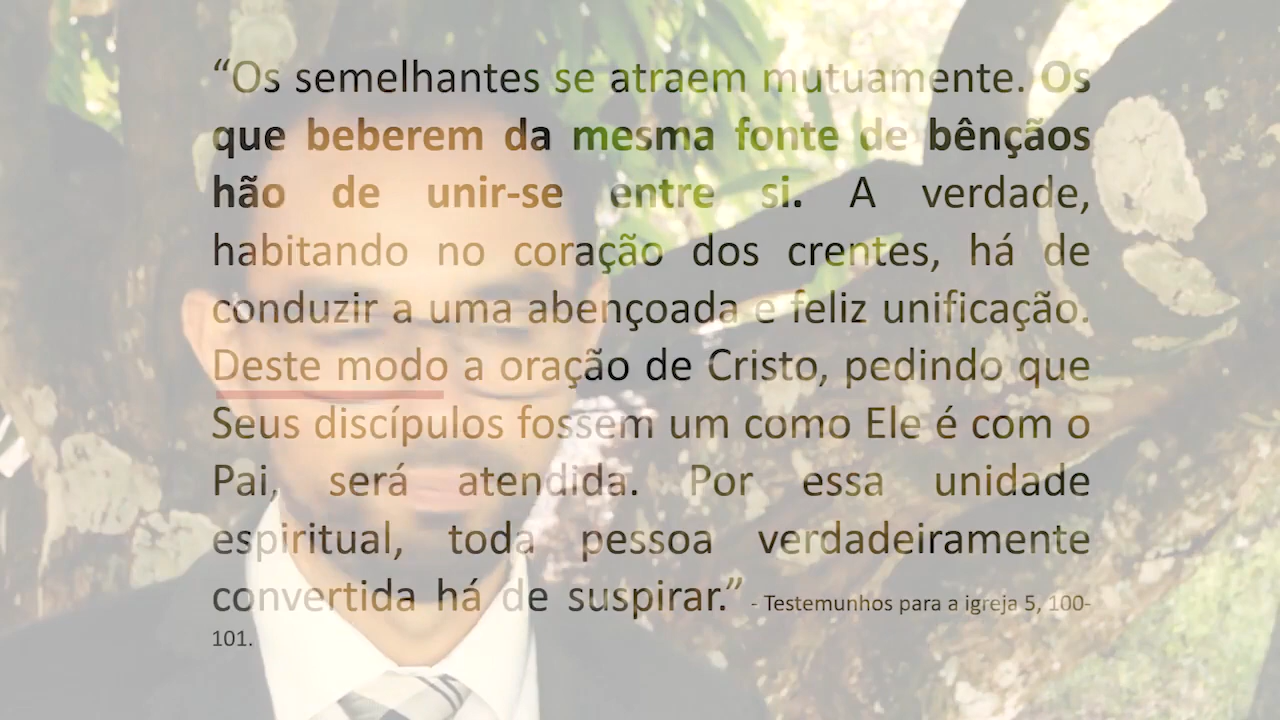 “Os semelhantes se atraem mutuamente. Os
que beberem da mesma fonte de bênçãos
hão de unir-se entre si. A verdade,
habitando no coração dos crentes, há de
conduzir a uma abençoada e feliz unificação.
Deste modo a oração de Cristo, pedindo que
Seus discípulos fossem um como Ele é com o
Pai, será atendida. Por essa unidade
espiritual, toda pessoa verdadeiramente
convertida há de suspirar.” - Testemunhos para a igreja 5, 100-
101.